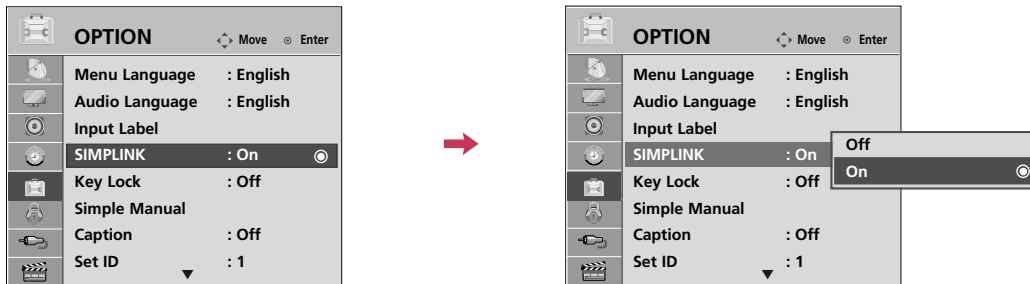 OPTION Move Enter
Menu Language : English
Audio Language : English
Input Label
SIMPLINK : On
Key Lock : Off
Simple Manual
Caption : Off
Set ID : 1
OPTION Move Enter
Menu Language : English
Audio Language : English
Input Label
SIMPLINK : On
Key Lock : Off
Simple Manual
Caption : Off
Set ID : 1
Off
On